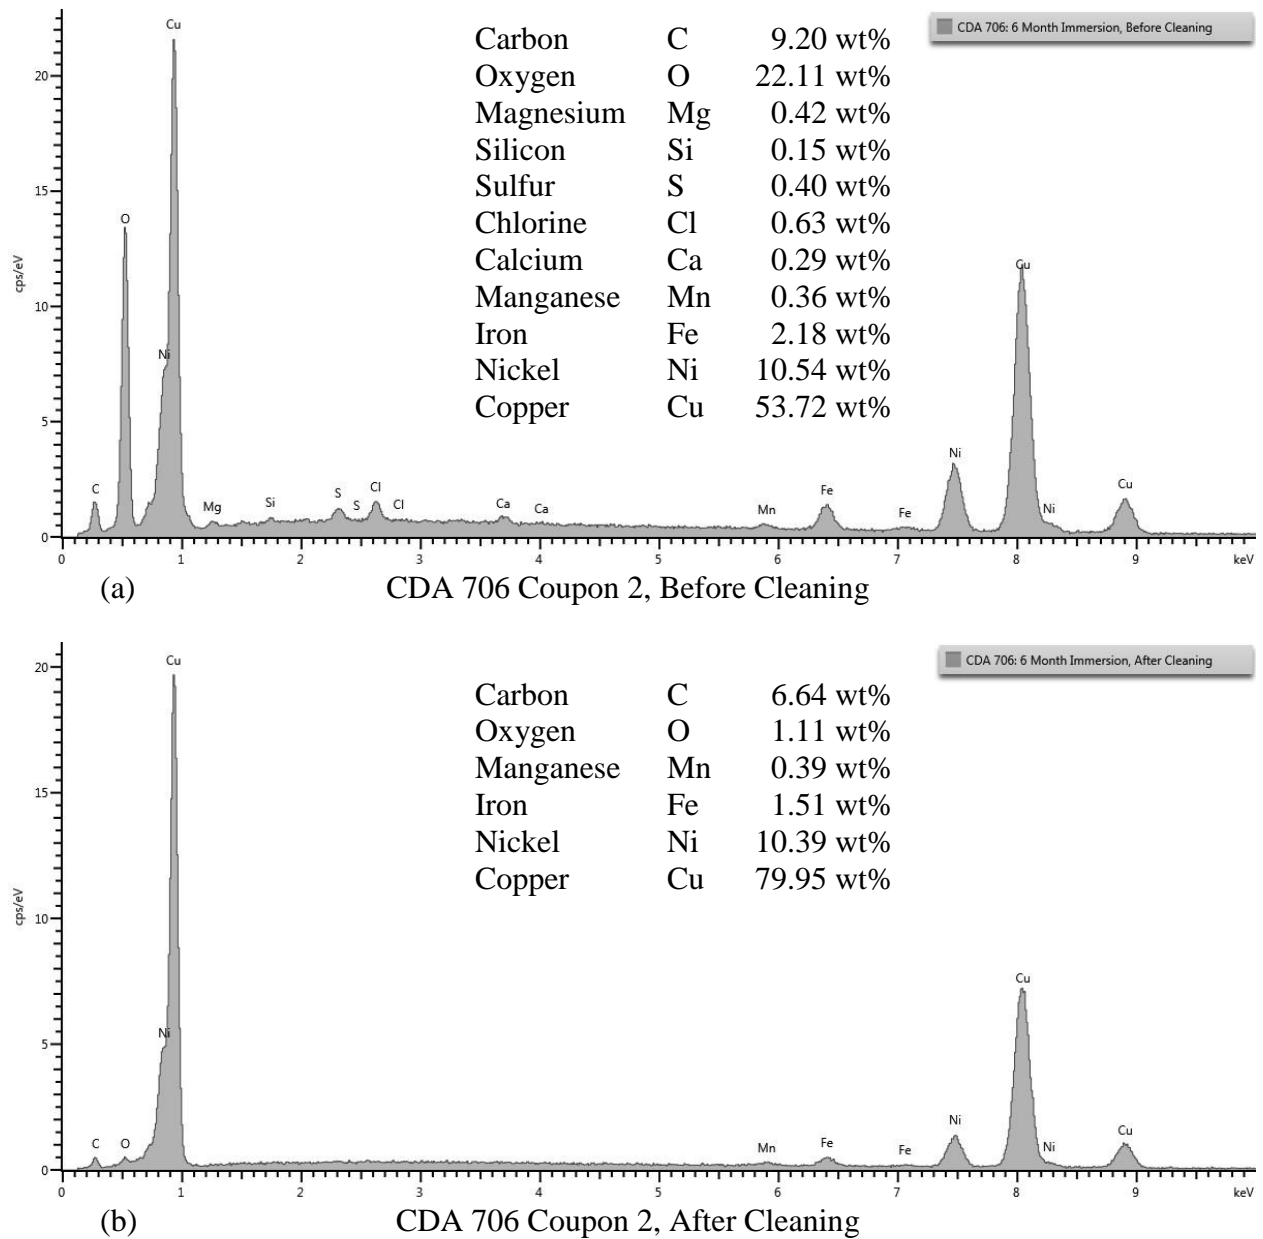 CDA 706: 6 Month Immersion, Before Cleaning
Carbon C 9.20 wt%
Oxygen O 22.11 wt%
Magnesium Mg 0.42 wt%
Silicon Si 0.15 wt%
Sulfur S 0.40 wt%
Chlorine Cl 0.63 wt%
Calcium Ca 0.29 wt%
Manganese Mn 0.36 wt%
Iron Fe 2.18 wt%
Nickel Ni 10.54 wt%
Copper Cu 53.72 wt%
cps/eV
20
15
10
5
0
C O Ni Cu Mg Si S S Cl Cl Ca Ca Mn Fe Fe Ni Cu Ni Cu
0 1 2 3 4 5 6 7 8 9 keV
(a) CDA 706 Coupon 2, Before Cleaning
CDA 706: 6 Month Immersion, After Cleaning
Carbon C 6.64 wt%
Oxygen O 1.11 wt%
Manganese Mn 0.39 wt%
Iron Fe 1.51 wt%
Nickel Ni 10.39 wt%
Copper Cu 79.95 wt%
cps/eV
20
15
10
5
0
C O Ni Cu Mn Fe Fe Ni Cu Ni Cu
0 1 2 3 4 5 6 7 8 9 keV
(b) CDA 706 Coupon 2, After Cleaning